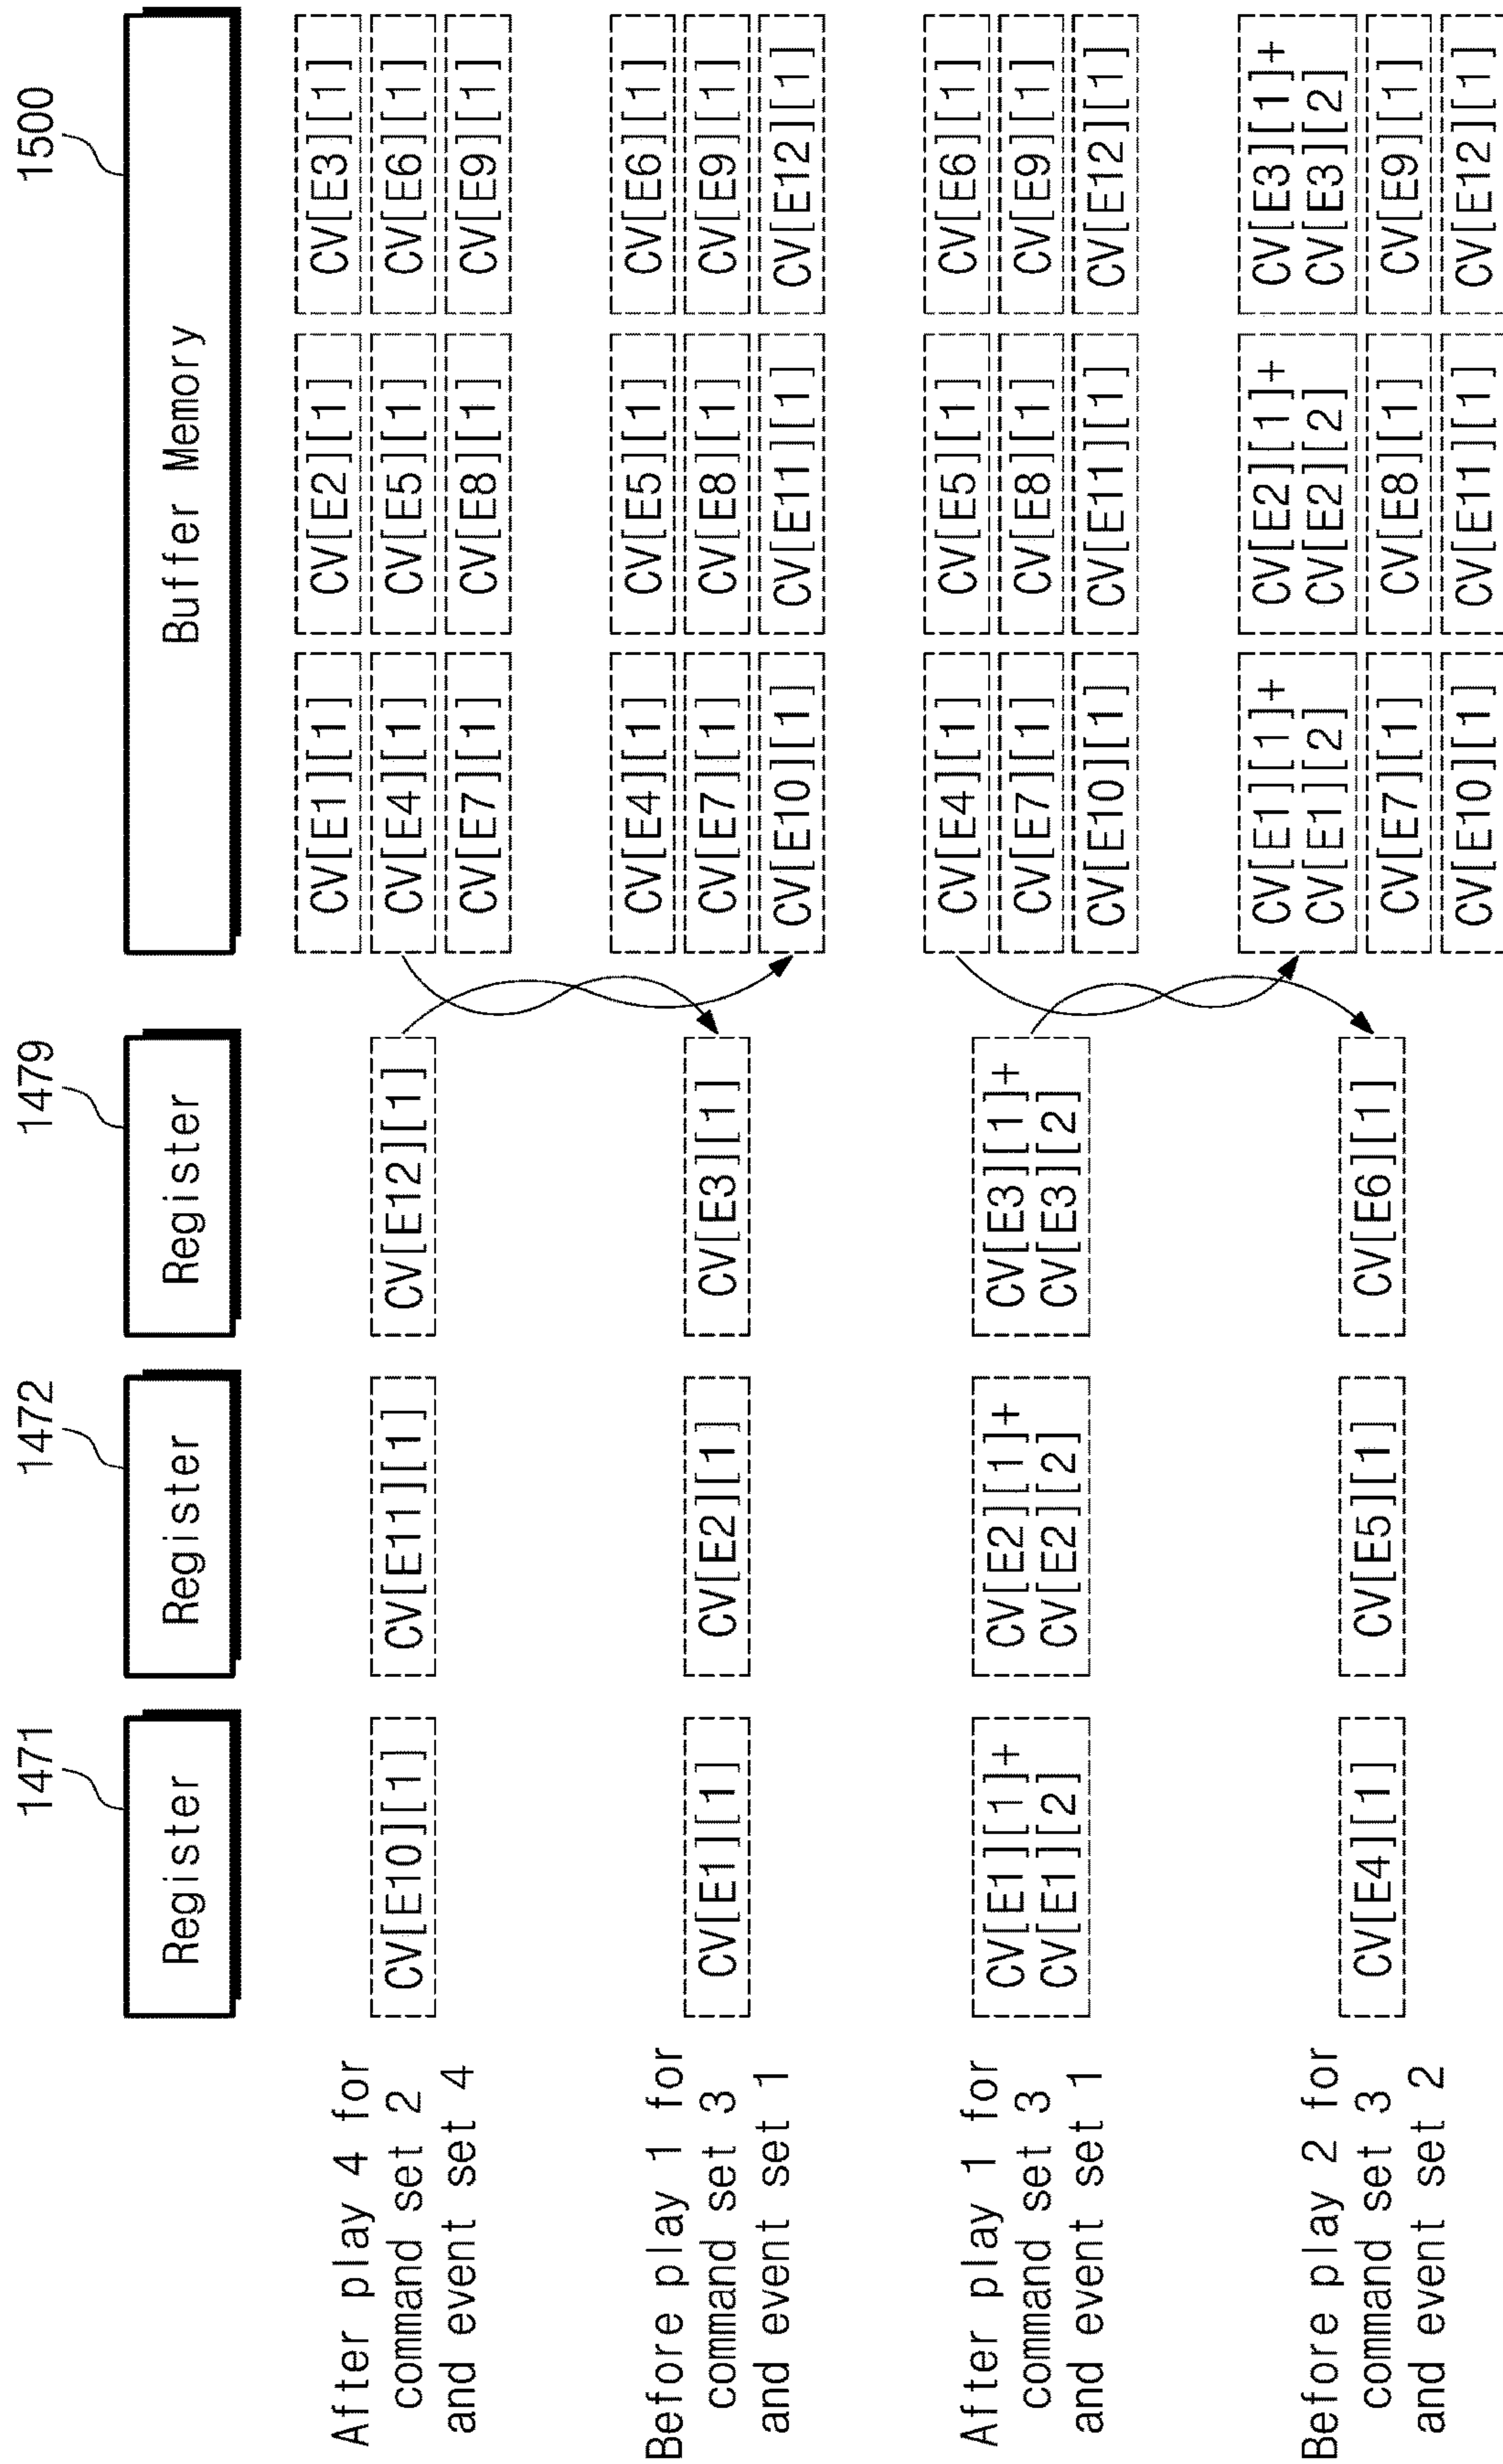 1471
1472
1479
1500
Register
Register
Register
Buffer Memory
After play 4 for
command set 2
and event set 4
CV[E10][1]
CV[E11][1]
CV[E12][1]
CV[E1][1]
CV[E2][1]
CV[E3][1]
CV[E4][1]
CV[E5][1]
CV[E6][1]
CV[E7][1]
CV[E8][1]
CV[E9][1]
Before play 1 for
command set 3
and event set 1
CV[E1][1]
CV[E2][1]
CV[E3][1]
CV[E4][1]
CV[E5][1]
CV[E6][1]
CV[E7][1]
CV[E8][1]
CV[E9][1]
CV[E10][1]
CV[E11][1]
CV[E12][1]
After play 1 for
command set 3
and event set 1
CV[E1][1]+
CV[E1][2]
CV[E2][1]+
CV[E2][2]
CV[E3][1]+
CV[E3][2]
CV[E4][1]
CV[E5][1]
CV[E6][1]
CV[E7][1]
CV[E8][1]
CV[E9][1]
CV[E10][1]
CV[E11][1]
CV[E12][1]
Before play 2 for
command set 3
and event set 2
CV[E4][1]
CV[E5][1]
CV[E6][1]
CV[E1][1]+
CV[E1][2]
CV[E2][1]+
CV[E2][2]
CV[E3][1]+
CV[E3][2]
CV[E7][1]
CV[E8][1]
CV[E9][1]
CV[E10][1]
CV[E11][1]
CV[E12][1]